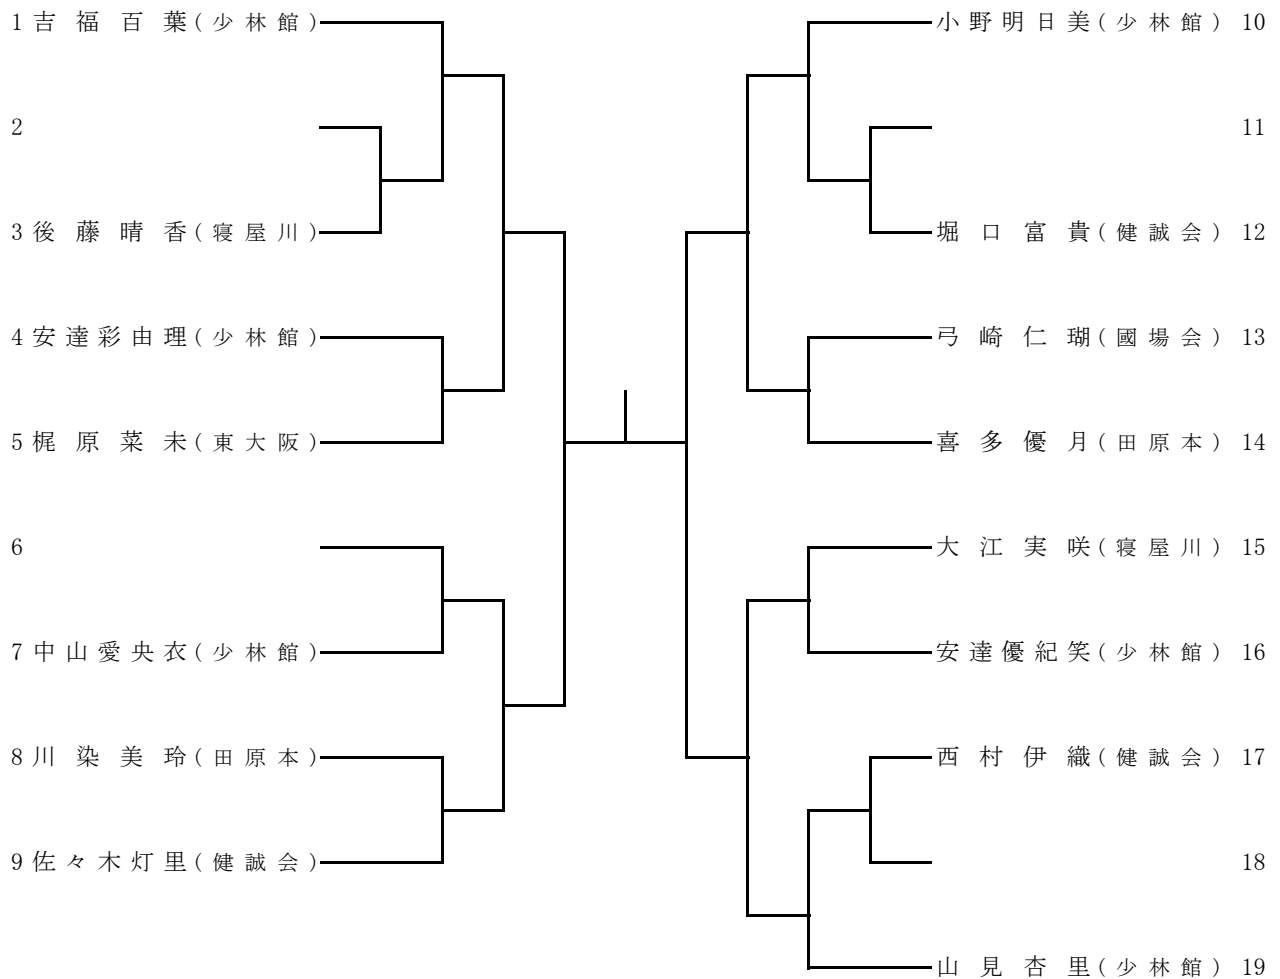 1 吉福百葉(少林館)
2
3 後藤晴香(寝屋川)
4 安達彩由理(少林館)
5 梶原菜未(東大阪)
6
7 中山愛央衣(少林館)
8 川染美玲(田原本)
9 佐々木灯里(健誠会)
小野明日美(少林館) 10
11
堀口富貴(健誠会) 12
弓崎仁瑚(國場会) 13
喜多優月(田原本) 14
大江実咲(寝屋川) 15
安達優紀笑(少林館) 16
西村伊織(健誠会) 17
18
山見杏里(少林館) 19